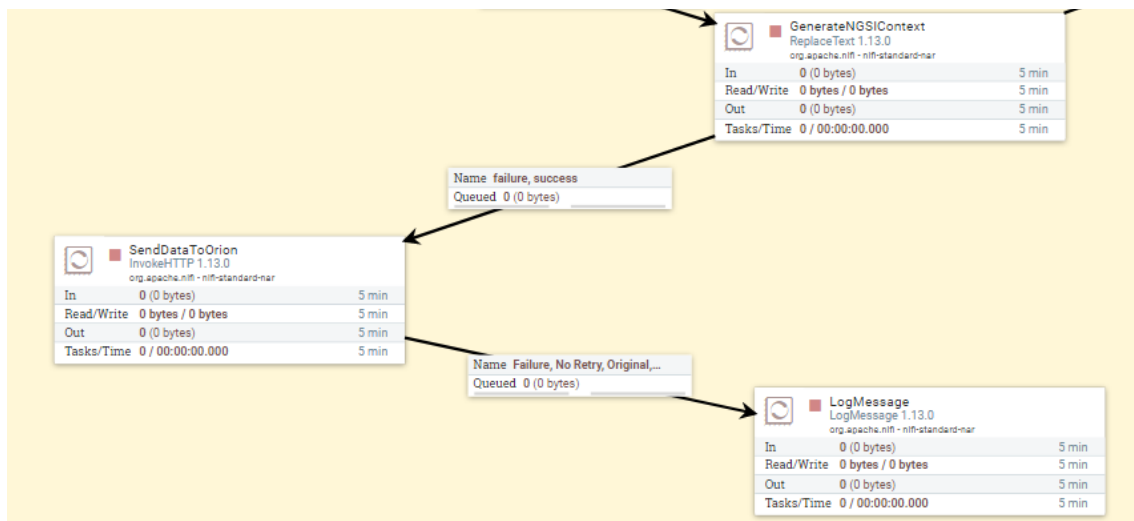 GenerateNGSIContext
ReplaceText 1.13.0
org.apache.nifi - nifi-standard-nar
In 0 (0 bytes) 5 min
Read/Write 0 bytes / 0 bytes 5 min
Out 0 (0 bytes) 5 min
Tasks/Time 0 / 00:00:00.000 5 min
Name failure, success
Queued 0 (0 bytes)
SendDataToOrion
InvokeHTTP 1.13.0
org.apache.nifi - nifi-standard-nar
In 0 (0 bytes) 5 min
Read/Write 0 bytes / 0 bytes 5 min
Out 0 (0 bytes) 5 min
Tasks/Time 0 / 00:00:00.000 5 min
Name Failure, No Retry, Original,...
Queued 0 (0 bytes)
LogMessage
LogMessage 1.13.0
org.apache.nifi - nifi-standard-nar
In 0 (0 bytes) 5 min
Read/Write 0 bytes / 0 bytes 5 min
Out 0 (0 bytes) 5 min
Tasks/Time 0 / 00:00:00.000 5 min